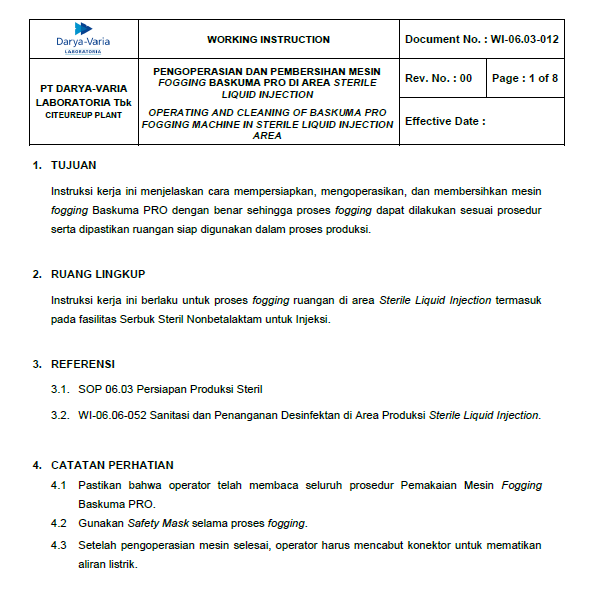 Darya-Varia
LABORATORIA
WORKING INSTRUCTION
Document No. : WI-06.03-012
PT DARYA-VARIA
LABORATORIA Tbk
CITEUREUP PLANT
PENGOPERASIAN DAN PEMBERSIHAN MESIN
FOGGING BASKUMA PRO DI AREA STERILE
LIQUID INJECTION
OPERATING AND CLEANING OF BASKUMA PRO
FOGGING MACHINE IN STERILE LIQUID INJECTION
AREA
Rev. No. : 00
Page : 1 of 8
Effective Date :
1. TUJUAN
Instruksi kerja ini menjelaskan cara mempersiapkan, mengoperasikan, dan membersihkan mesin
fogging Baskuma PRO dengan benar sehingga proses fogging dapat dilakukan sesuai prosedur
serta dipastikan ruangan siap digunakan dalam proses produksi.
2. RUANG LINGKUP
Instruksi kerja ini berlaku untuk proses fogging ruangan di area Sterile Liquid Injection termasuk
pada fasilitas Serbuk Steril Nonbetalaktam untuk Injeksi.
3. REFERENSI
3.1. SOP 06.03 Persiapan Produksi Steril
3.2. WI-06.06-052 Sanitasi dan Penanganan Desinfektan di Area Produksi Sterile Liquid Injection.
4. CATATAN PERHATIAN
4.1 Pastikan bahwa operator telah membaca seluruh prosedur Pemakaian Mesin Fogging
Baskuma PRO.
4.2 Gunakan Safety Mask selama proses fogging.
4.3 Setelah pengoperasian mesin selesai, operator harus mencabut konektor untuk mematikan
aliran listrik.